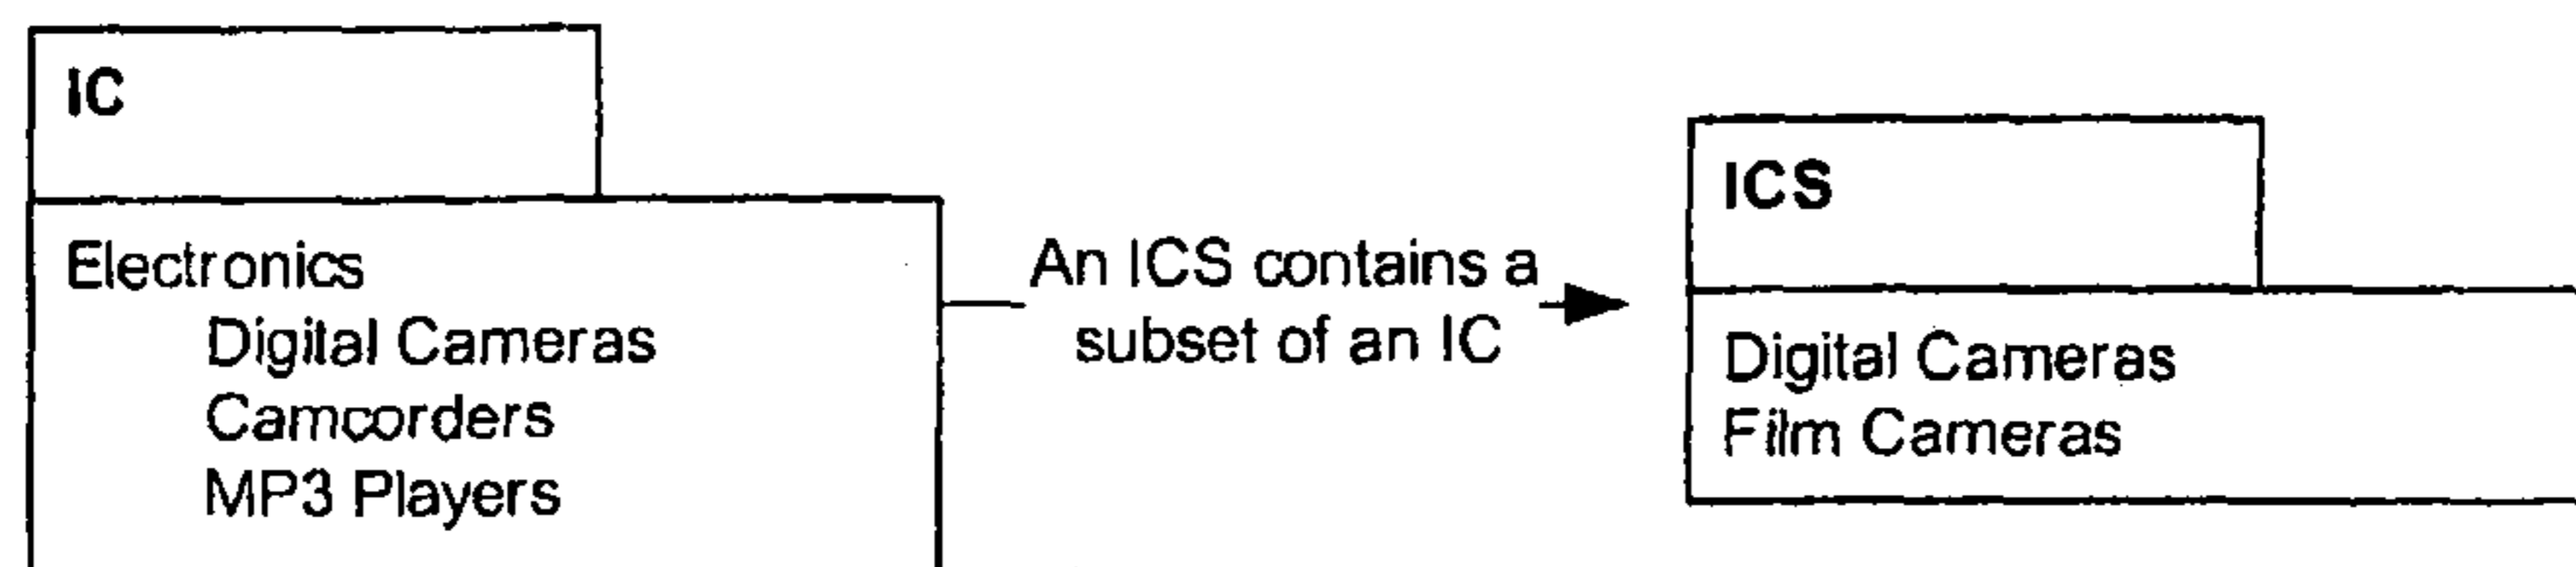 IC
Electronics
Digital Cameras
Camcorders
MP3 Players
An ICS contains a
subset of an IC
ICS
Digital Cameras
Film Cameras